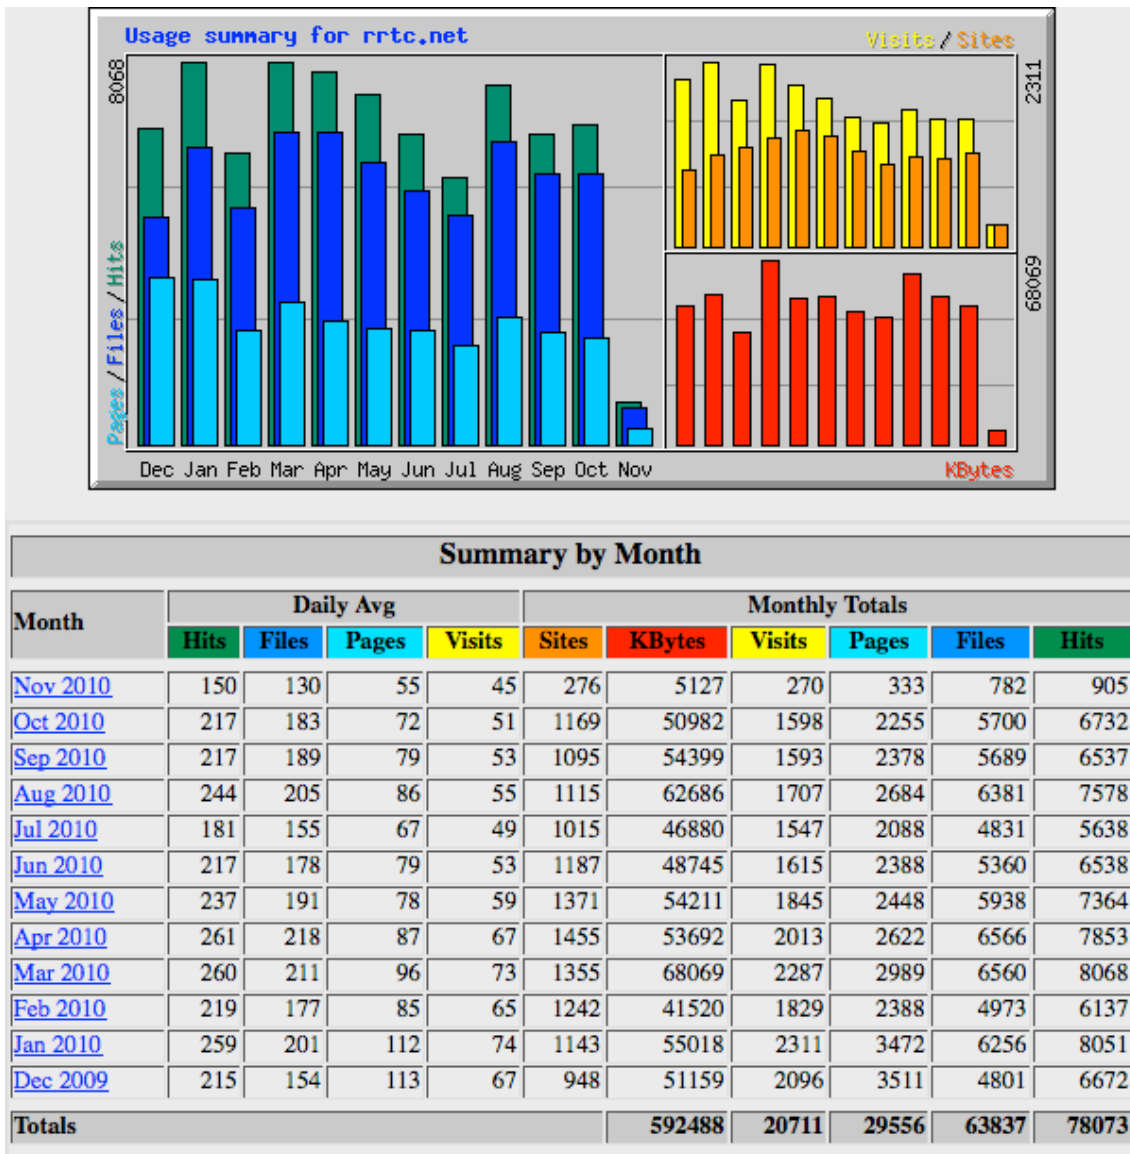 Usage summary for rrtc.net
Visits / Sites
8068
2311
Pages / Files / Hits
68069
Dec Jan Feb Mar Apr May Jun Jul Aug Sep Oct Nov
KBytes
Summary by Month
Month Daily Avg Monthly Totals
Hits Files Pages Visits Sites KBytes Visits Pages Files Hits
Nov 2010 150 130 55 45 276 5127 270 333 782 905
Oct 2010 217 183 72 51 1169 50982 1598 2255 5700 6732
Sep 2010 217 189 79 53 1095 54399 1593 2378 5689 6537
Aug 2010 244 205 86 55 1115 62686 1707 2684 6381 7578
Jul 2010 181 155 67 49 1015 46880 1547 2088 4831 5638
Jun 2010 217 178 79 53 1187 48745 1615 2388 5360 6538
May 2010 237 191 78 59 1371 54211 1845 2448 5938 7364
Apr 2010 261 218 87 67 1455 53692 2013 2622 6566 7853
Mar 2010 260 211 96 73 1355 68069 2287 2989 6560 8068
Feb 2010 219 177 85 65 1242 41520 1829 2388 4973 6137
Jan 2010 259 201 112 74 1143 55018 2311 3472 6256 8051
Dec 2009 215 154 113 67 948 51159 2096 3511 4801 6672
Totals 592488 20711 29556 63837 78073